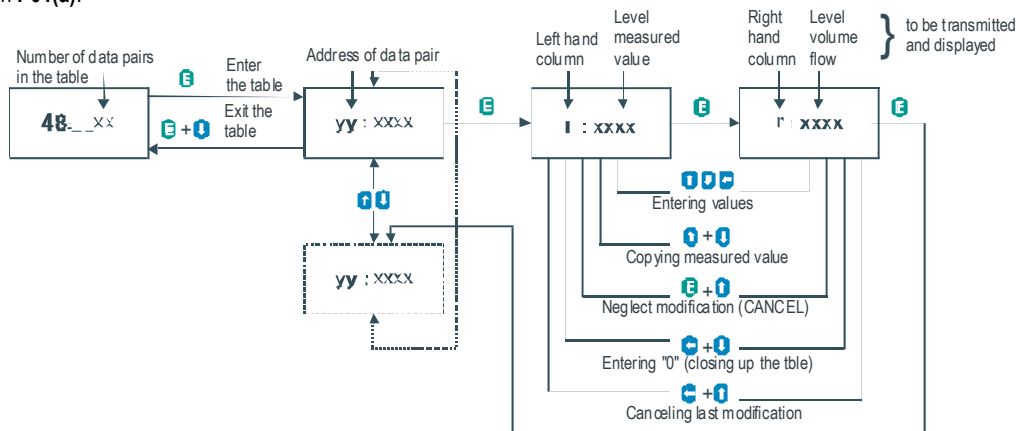 Number of data pairs
in the table
E
Enter
the table
Address of data pair
Left hand
column
Level
measured
value
Right
hand
column
Level
volume
flow
}
to be transmitted
and displayed
48._ _xx
E + ↓
Exit the
table
yy : xxxx
E
l : xxxx
E
r : xxxx
E
↑ ↓
yy : xxxx
↑ ↓ ←
Entering values
↑ + ↓
Copying measured value
E + ↑
Neglect modification (CANCEL)
← + ↓
Entering "0" (closing up the tble)
← + ↑
Canceling last modification